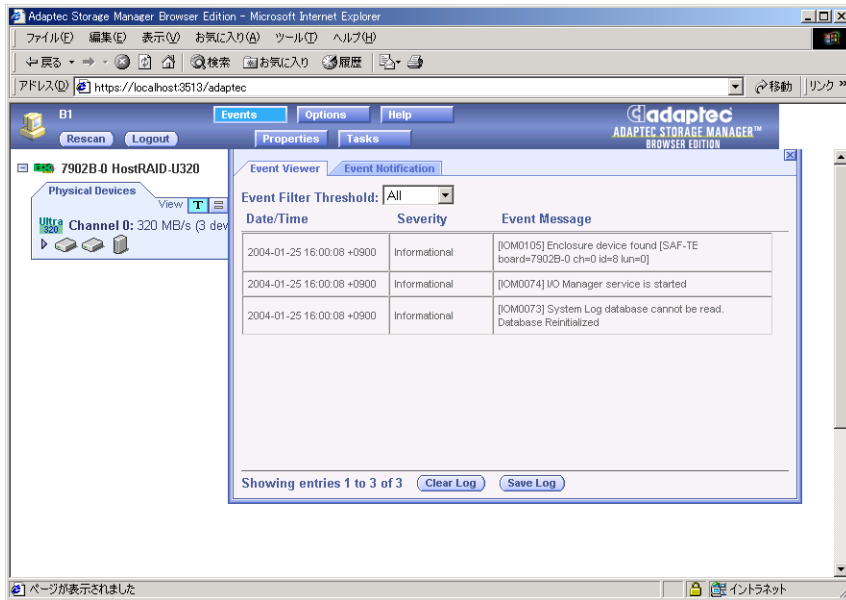 Adaptec Storage Manager Browser Edition - Microsoft Internet Explorer
ファイル(F) 編集(E) 表示(V) お気に入り(A) ツール(T) ヘルプ(H)
戻る 検索 お気に入り 履歴
アドレス(D) https://localhost:3513/adaptec 移動 リンク »
B1 Events Options Help adaptec
Rescan Logout Properties Tasks ADAPTEC STORAGE MANAGER™
BROWSER EDITION
7902B-0 HostRAID-U320
Physical Devices
View T
Ultra 320 Channel 0: 320 MB/s (3 dev
Event Viewer Event Notification
Event Filter Threshold: All
Date/Time Severity Event Message
2004-01-25 16:00:08 +0900 Informational [IOM0105] Enclosure device found [SAF-TE
board=7902B-0 ch=0 id=8 lun=0]
2004-01-25 16:00:08 +0900 Informational [IOM0074] I/O Manager service is started
2004-01-25 16:00:08 +0900 Informational [IOM0073] System Log database cannot be read.
Database Reinitialized
Showing entries 1 to 3 of 3 Clear Log Save Log
ページが表示されました イントラネット